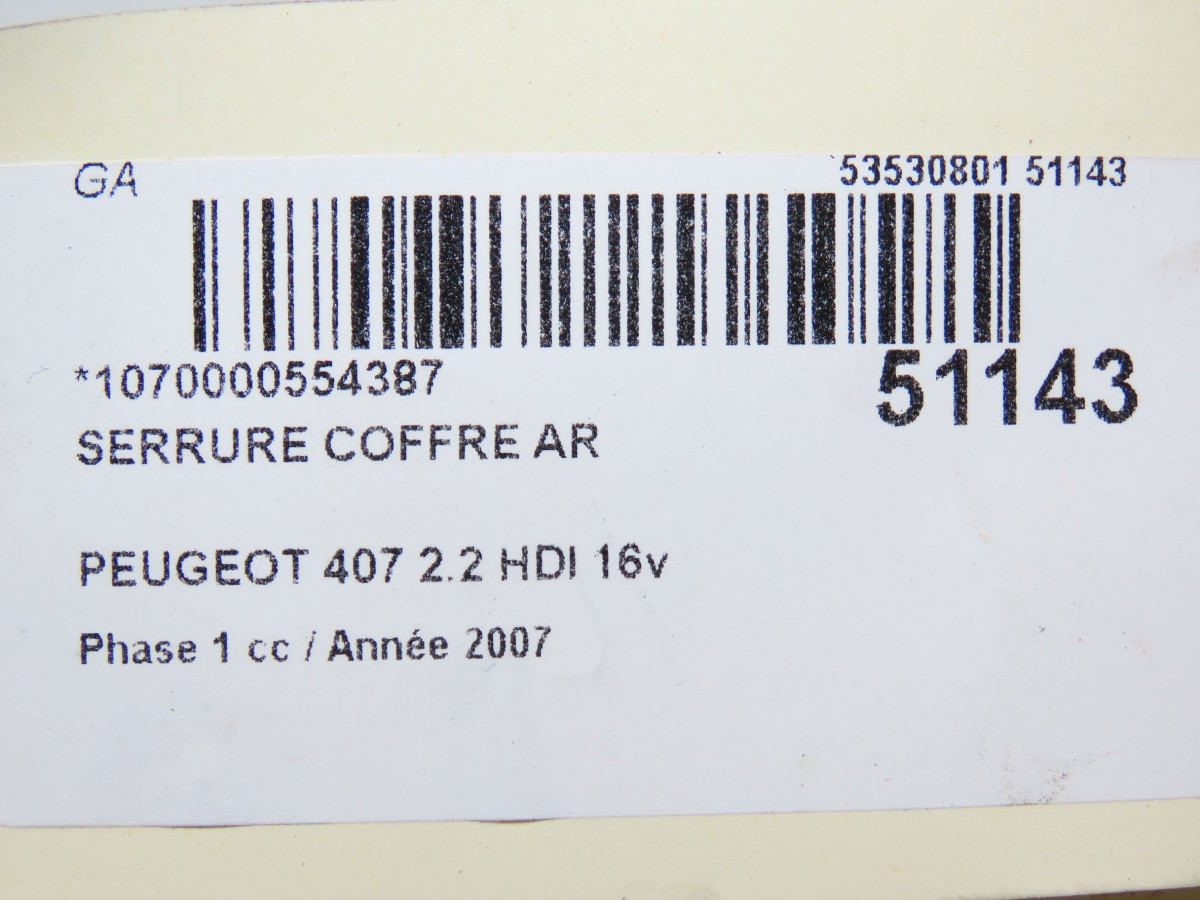 GA
53530801 51143
*1070000554387
51143
SERRURE COFFRE AR
PEUGEOT 407 2.2 HDI 16v
Phase 1 cc / Année 2007